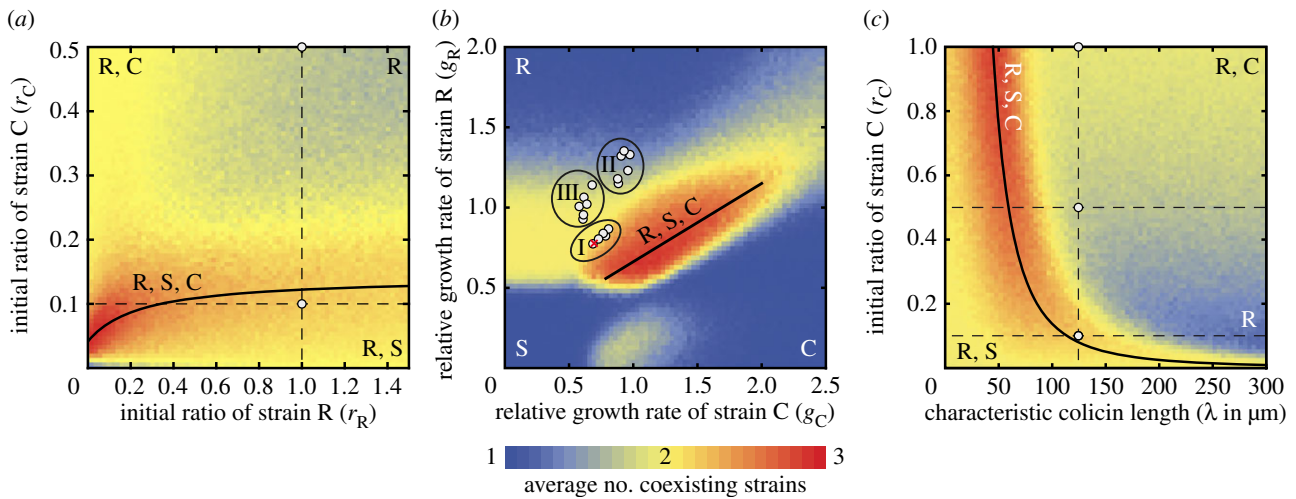 (a)
initial ratio of strain C (r_C)
0.5
0.4
0.3
0.2
0.1
0
R, C
R
R, S, C
R, S
0.2 0.4 0.6 0.8 1.0 1.2 1.4
initial ratio of strain R (r_R)
(b)
relative growth rate of strain R (g_R)
2.0
1.5
1.0
0.5
0
R
II
III
I
R, S, C
S
C
0.5 1.0 1.5 2.0 2.5
relative growth rate of strain C (g_C)
(c)
initial ratio of strain C (r_C)
1.0
0.8
0.6
0.4
0.2
0
R, S, C
R, C
R
R, S
50 100 150 200 250 300
characteristic colicin length (λ in μm)
1 2 3
average no. coexisting strains